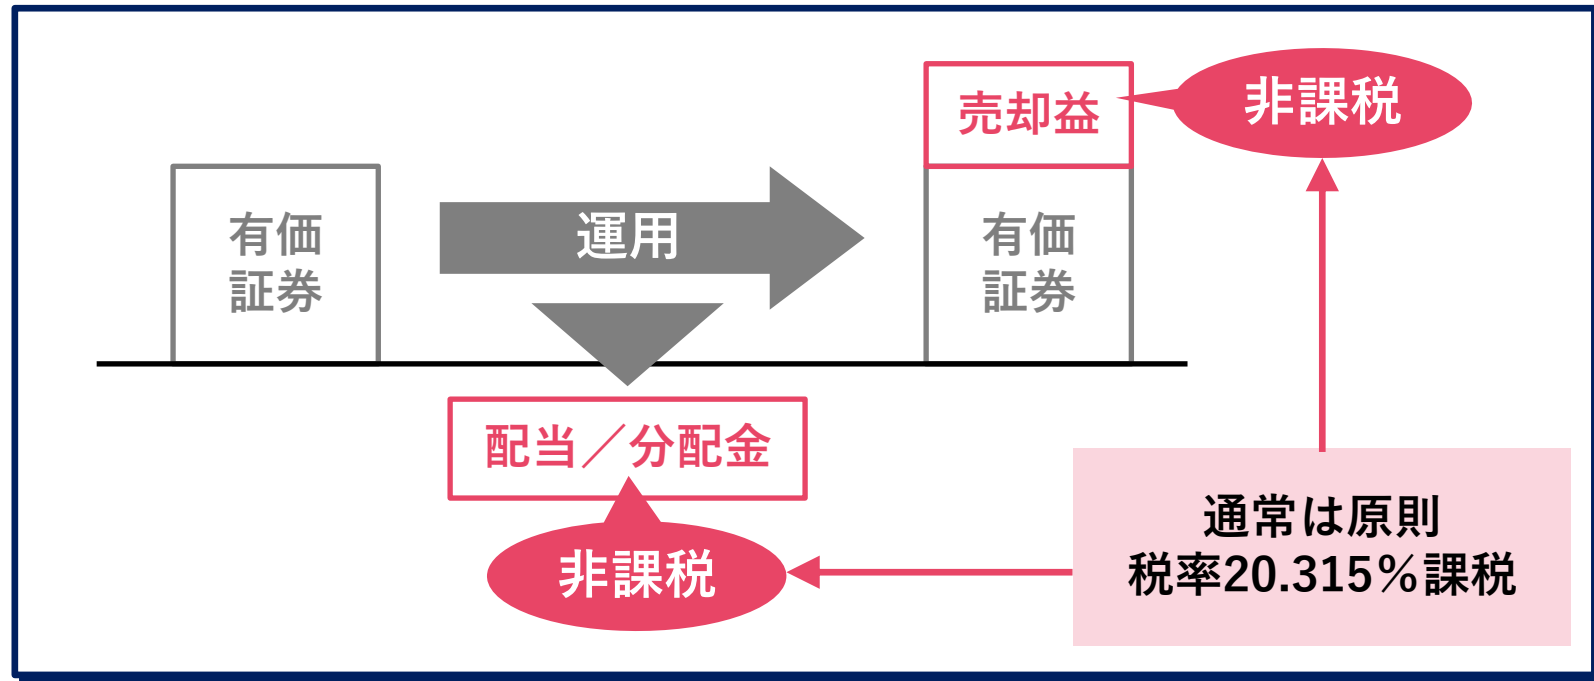 売却益
非課税
有価
証券
運用
有価
証券
配当／分配金
非課税
通常は原則
税率20.315％課税